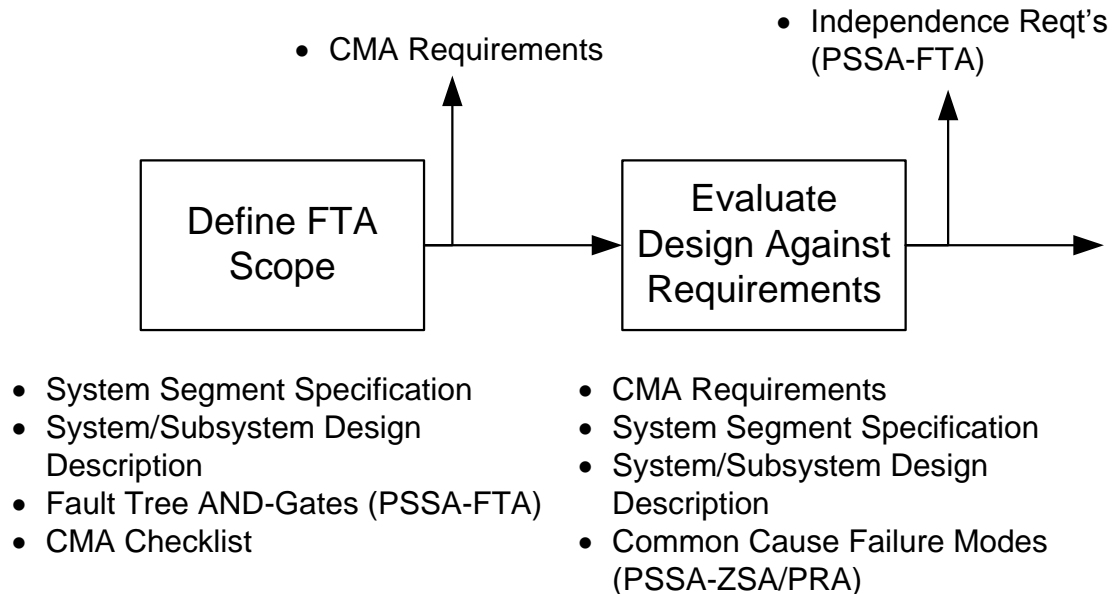 • CMA Requirements
• Independence Reqt's
(PSSA-FTA)
Define FTA
Scope
Evaluate
Design Against
Requirements
• System Segment Specification
• System/Subsystem Design
Description
• Fault Tree AND-Gates (PSSA-FTA)
• CMA Checklist
• CMA Requirements
• System Segment Specification
• System/Subsystem Design
Description
• Common Cause Failure Modes
(PSSA-ZSA/PRA)